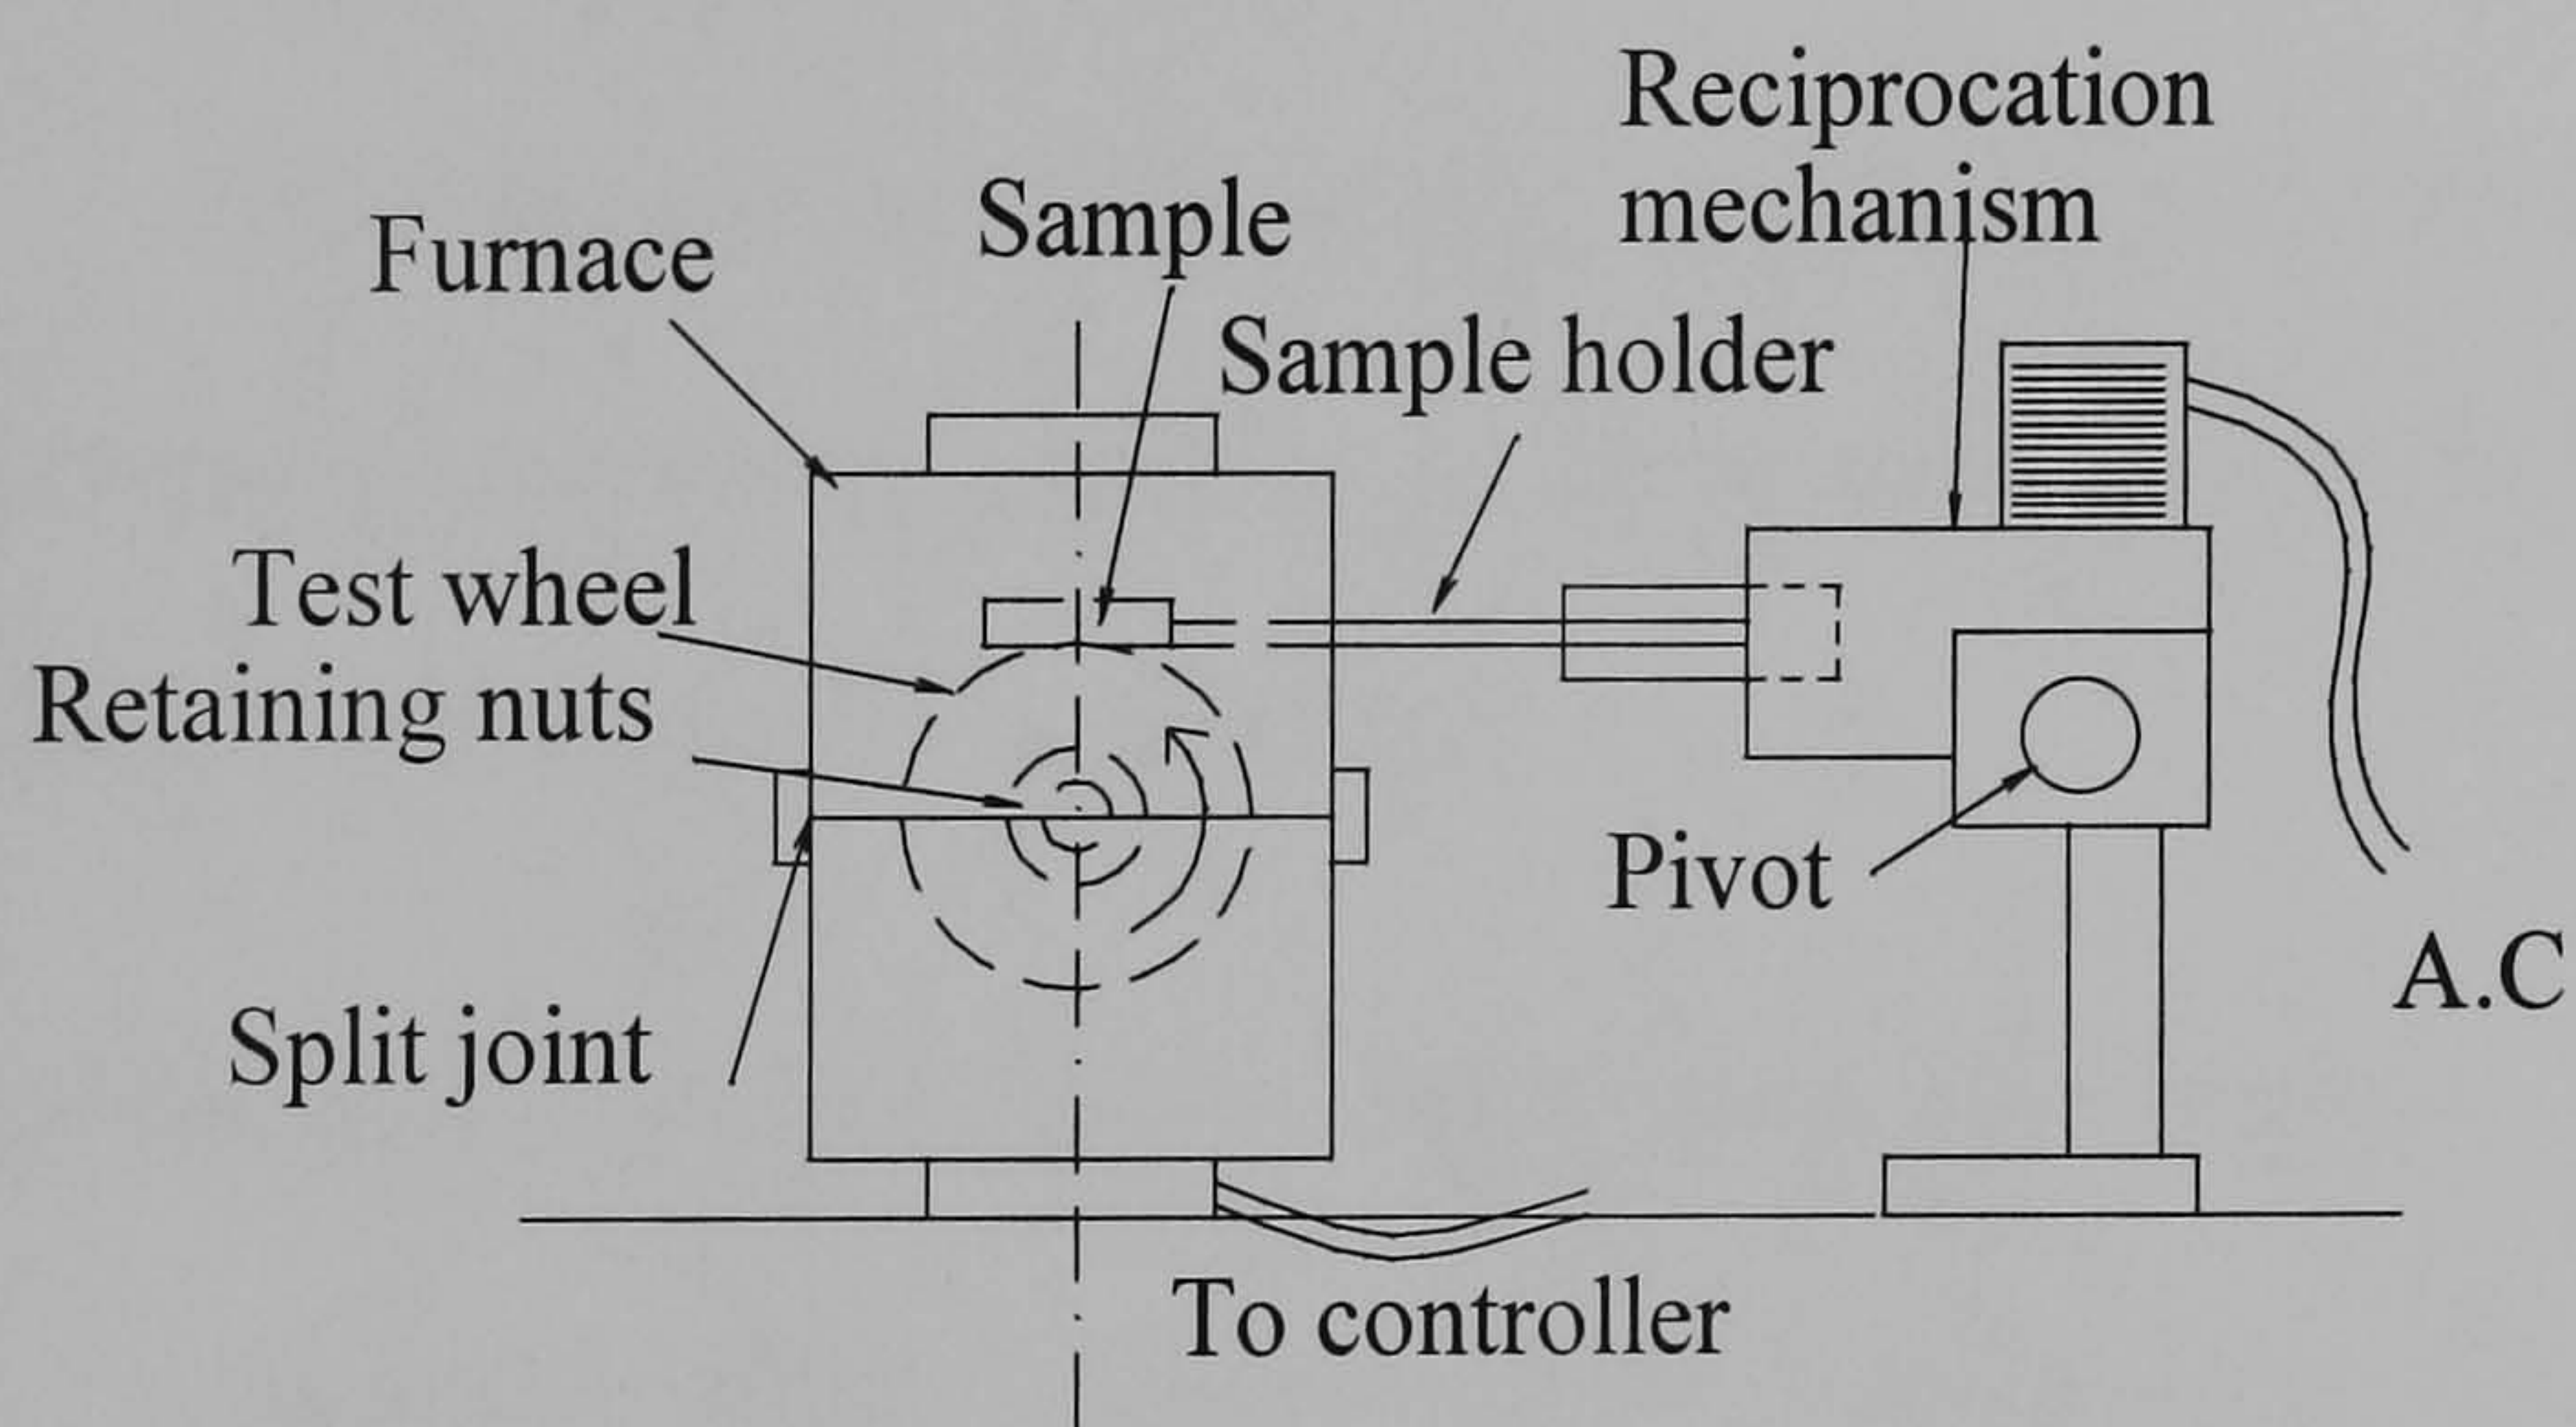 Reciprocation
mechanism
Sample
Furnace
Sample holder
Test wheel
Retaining nuts
Pivot
A.C
Split joint
To controller